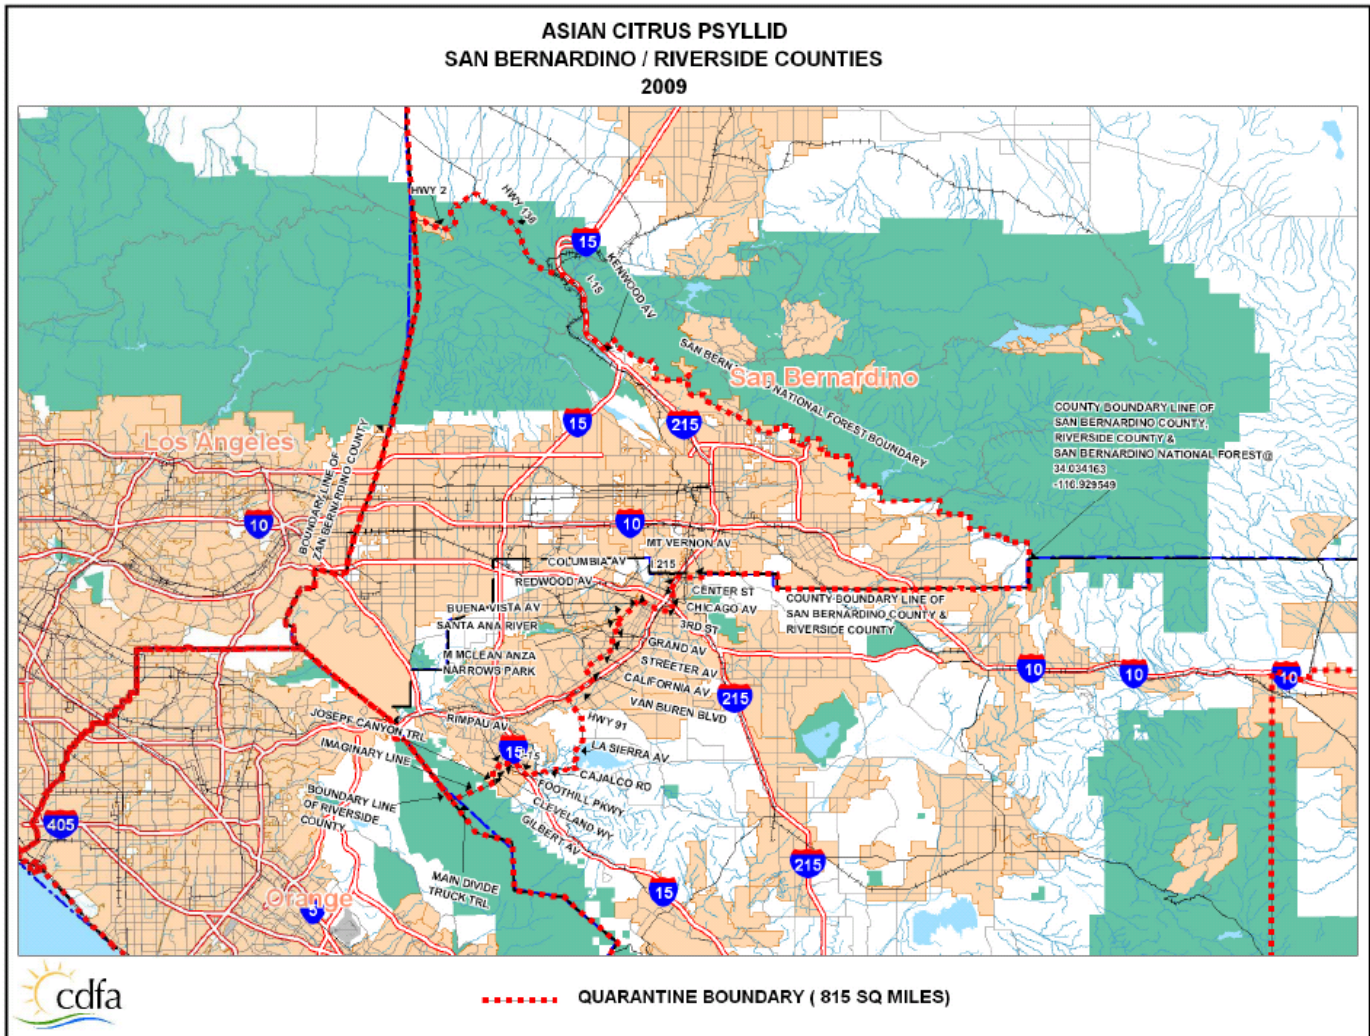 ASIAN CITRUS PSYLLID
SAN BERNARDINO / RIVERSIDE COUNTIES
2009
HWY 2
HWY 138
15
I-15
KENWOOD AV
SAN BERNARDINO NATIONAL FOREST BOUNDARY
San Bernardino
Los Angeles
BOUNDARY LINE OF
ZAN BERNARDINO COUNTY
15
215
COUNTY BOUNDARY LINE OF
SAN BERNARDINO COUNTY,
RIVERSIDE COUNTY &
SAN BERNARDINO NATIONAL FOREST@
34.034163
-116.929549
10
10
MT VERNON AV
I 215
COLUMBIA AV
REDWOOD AV
CENTER ST
CHICAGO AV
3RD ST
COUNTY BOUNDARY LINE OF
SAN BERNARDINO COUNTY &
RIVERSIDE COUNTY
BUENA VISTA AV
SANTA ANA RIVER
GRAND AV
M MCLEAN ANZA
NARROWS PARK
STREETER AV
CALIFORNIA AV
VAN BUREN BLVD
10
10
10
215
RIMPAU AV
HWY 91
JOSEPH CANYON TRL
IMAGINARY LINE
15
I-15
LA SIERRA AV
CAJALCO RD
FOOTHILL PKWY
CLEVELAND WY
GILBERT AV
BOUNDARY LINE
OF RIVERSIDE
COUNTY
405
215
MAIN DIVIDE
TRUCK TRL
15
Orange
5
cdfa
QUARANTINE BOUNDARY ( 815 SQ MILES)